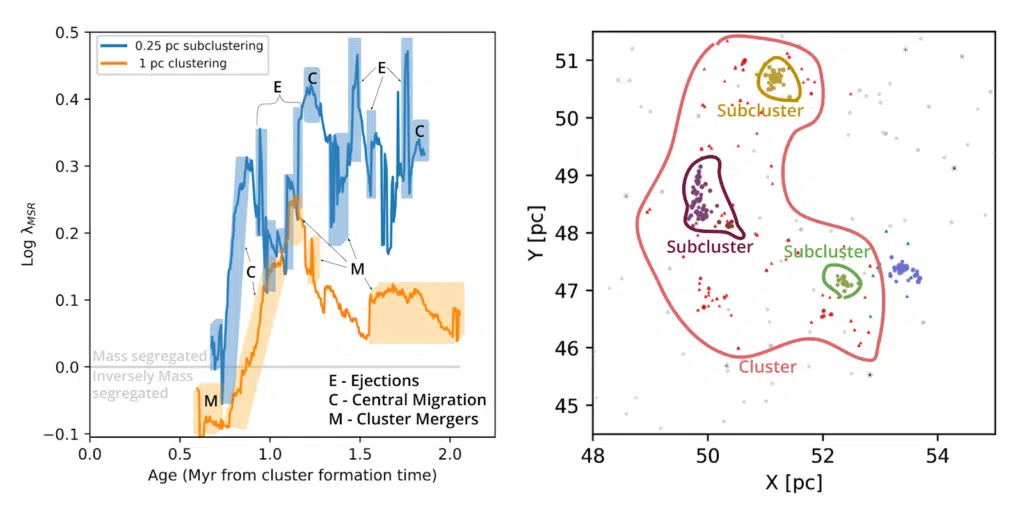 0.5
0.4
0.3
0.2
0.1
0.0
−0.1
Log λMSR
0.25 pc subclustering
1 pc clustering
E
C
E
C
C
M
M
Mass segregated
Inversely Mass
segregated
E - Ejections
C - Central Migration
M - Cluster Mergers
0.0 0.5 1.0 1.5 2.0
Age (Myr from cluster formation time)
51
50
49
48
47
46
45
Y [pc]
Subcluster
Subcluster
Subcluster
Cluster
48 50 52 54
X [pc]